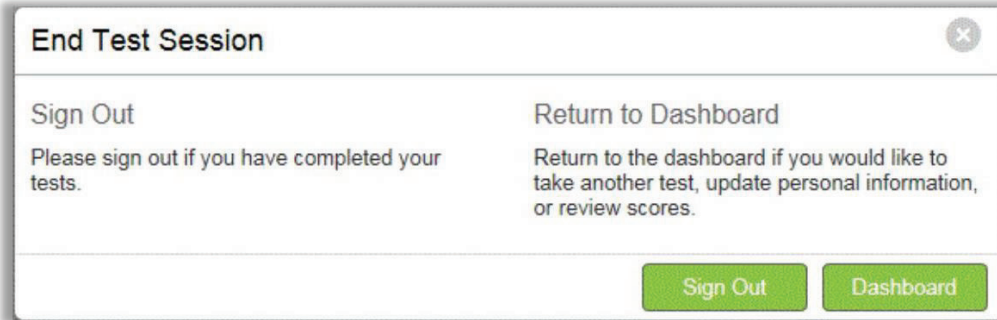 End Test Session
Sign Out
Please sign out if you have completed your
tests.
Return to Dashboard
Return to the dashboard if you would like to
take another test, update personal information,
or review scores.
Sign Out
Dashboard